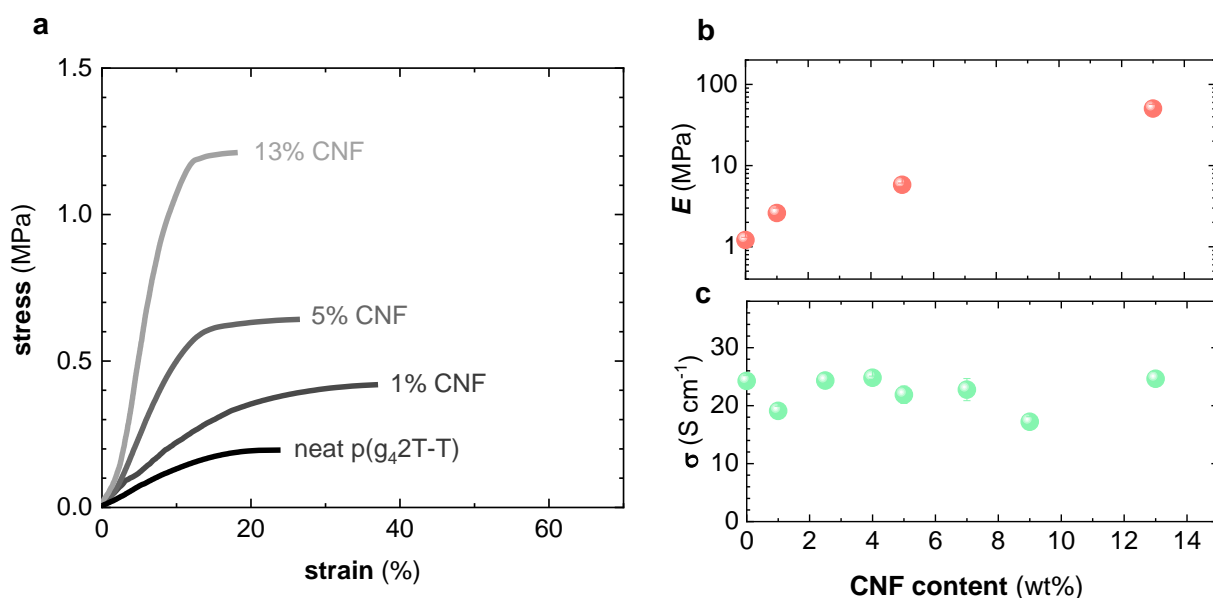 a
1.5
1.0
0.5
0.0
stress (MPa)
13% CNF
5% CNF
1% CNF
neat p(g₄2T-T)
0 20 40 60
strain (%)
b
100
10
1
E (MPa)
c
30
20
10
0
σ (S cm⁻¹)
0 2 4 6 8 10 12 14
CNF content (wt%)